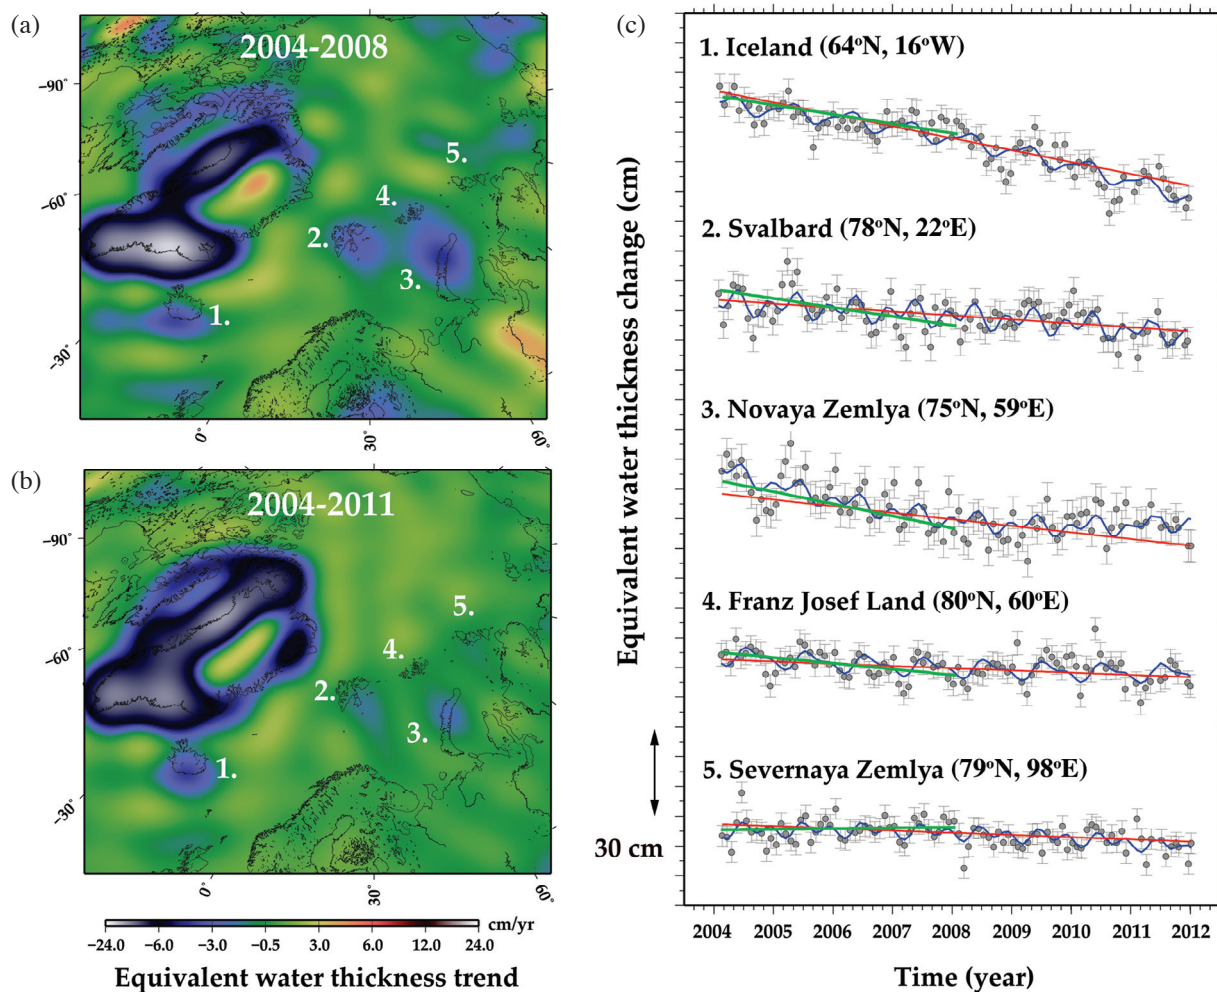 (a)
2004-2008
−90°
−60°
−30°
0°
30°
60°
1.
2.
3.
4.
5.
(b)
2004-2011
−90°
−60°
−30°
0°
30°
60°
1.
2.
3.
4.
5.
−24.0 −6.0 −3.0 −0.5 3.0 6.0 12.0 24.0 cm/yr
Equivalent water thickness trend
(c)
Equivalent water thickness change (cm)
30 cm
1. Iceland (64°N, 16°W)
2. Svalbard (78°N, 22°E)
3. Novaya Zemlya (75°N, 59°E)
4. Franz Josef Land (80°N, 60°E)
5. Severnaya Zemlya (79°N, 98°E)
2004 2005 2006 2007 2008 2009 2010 2011 2012
Time (year)